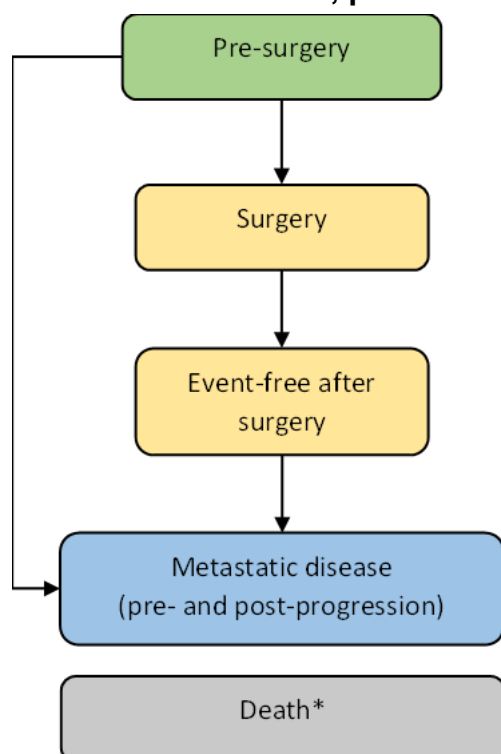 Pre-surgery
Surgery
Event-free after
surgery
Metastatic disease
(pre- and post-progression)
Death*